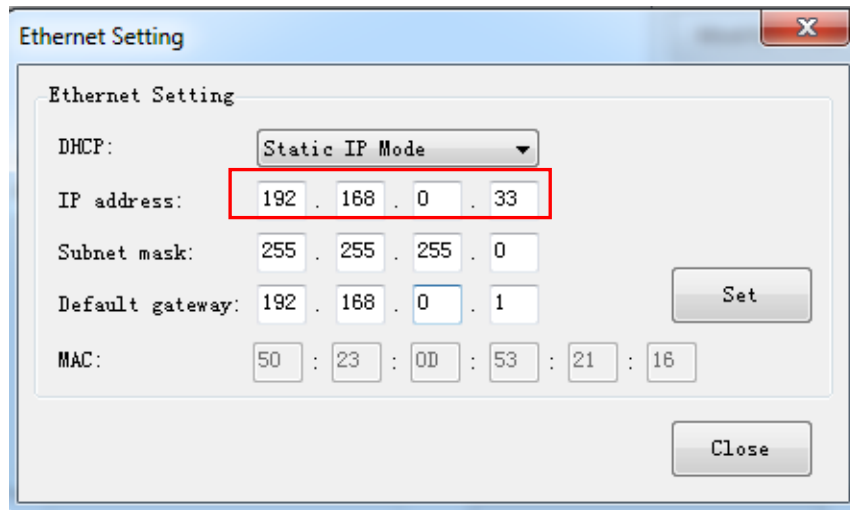 Ethernet Setting
Ethernet Setting
DHCP: Static IP Mode
IP address: 192 . 168 . 0 . 33
Subnet mask: 255 . 255 . 255 . 0
Default gateway: 192 . 168 . 0 . 1
Set
MAC: 50 : 23 : 0D : 53 : 21 : 16
Close